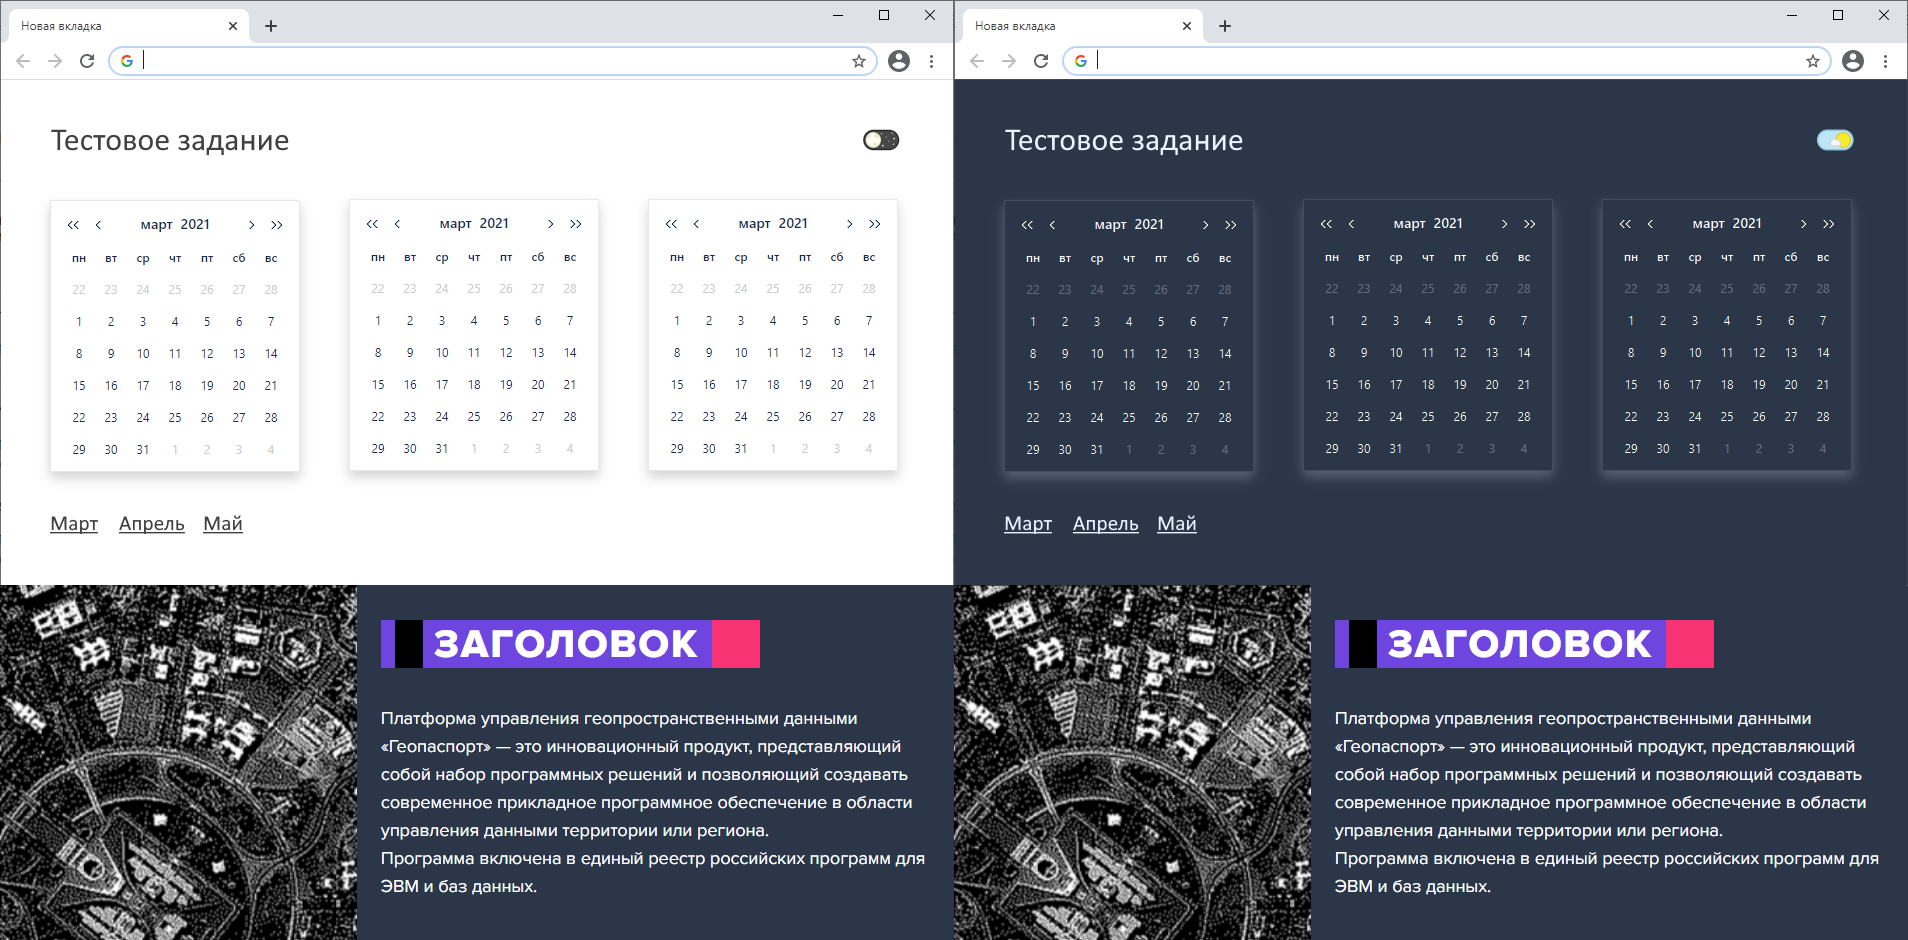 Новая вкладка
Тестовое задание
март 2021
пн вт ср чт пт сб вс
22 23 24 25 26 27 28
1 2 3 4 5 6 7
8 9 10 11 12 13 14
15 16 17 18 19 20 21
22 23 24 25 26 27 28
29 30 31 1 2 3 4
март 2021
пн вт ср чт пт сб вс
22 23 24 25 26 27 28
1 2 3 4 5 6 7
8 9 10 11 12 13 14
15 16 17 18 19 20 21
22 23 24 25 26 27 28
29 30 31 1 2 3 4
март 2021
пн вт ср чт пт сб вс
22 23 24 25 26 27 28
1 2 3 4 5 6 7
8 9 10 11 12 13 14
15 16 17 18 19 20 21
22 23 24 25 26 27 28
29 30 31 1 2 3 4
Март Апрель Май
ЗАГОЛОВОК
Платформа управления геопространственными данными
«Геопаспорт» — это инновационный продукт, представляющий
собой набор программных решений и позволяющий создавать
современное прикладное программное обеспечение в области
управления данными территории или региона.
Программа включена в единый реестр российских программ для
ЭВМ и баз данных.
Новая вкладка
Тестовое задание
март 2021
пн вт ср чт пт сб вс
22 23 24 25 26 27 28
1 2 3 4 5 6 7
8 9 10 11 12 13 14
15 16 17 18 19 20 21
22 23 24 25 26 27 28
29 30 31 1 2 3 4
март 2021
пн вт ср чт пт сб вс
22 23 24 25 26 27 28
1 2 3 4 5 6 7
8 9 10 11 12 13 14
15 16 17 18 19 20 21
22 23 24 25 26 27 28
29 30 31 1 2 3 4
март 2021
пн вт ср чт пт сб вс
22 23 24 25 26 27 28
1 2 3 4 5 6 7
8 9 10 11 12 13 14
15 16 17 18 19 20 21
22 23 24 25 26 27 28
29 30 31 1 2 3 4
Март Апрель Май
ЗАГОЛОВОК
Платформа управления геопространственными данными
«Геопаспорт» — это инновационный продукт, представляющий
собой набор программных решений и позволяющий создавать
современное прикладное программное обеспечение в области
управления данными территории или региона.
Программа включена в единый реестр российских программ для
ЭВМ и баз данных.